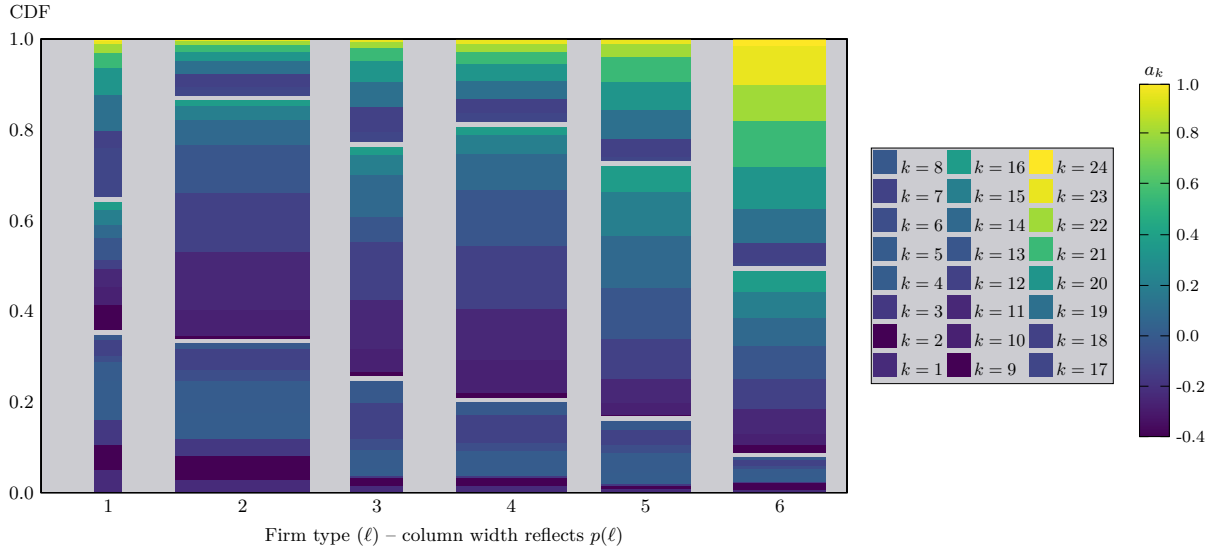 CDF
1.0
0.8
0.6
0.4
0.2
0.0
1 2 3 4 5 6
Firm type (ℓ) – column width reflects p(ℓ)
k = 8 k = 16 k = 24
k = 7 k = 15 k = 23
k = 6 k = 14 k = 22
k = 5 k = 13 k = 21
k = 4 k = 12 k = 20
k = 3 k = 11 k = 19
k = 2 k = 10 k = 18
k = 1 k = 9 k = 17
a_k
1.0
0.8
0.6
0.4
0.2
0.0
-0.2
-0.4